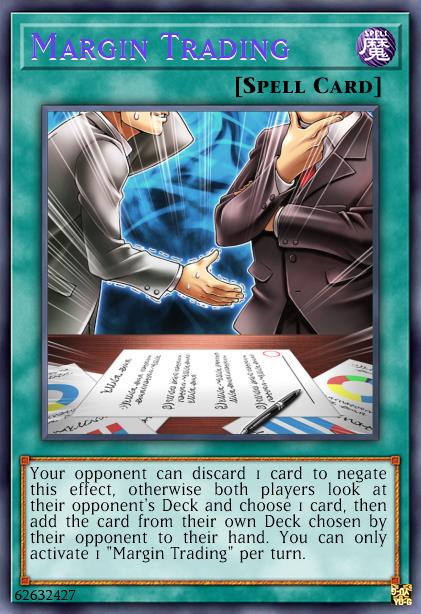 Margin Trading
SPELL
魔
[Spell Card]
Your opponent can discard 1 card to negate
this effect, otherwise both players look at
their opponent's Deck and choose 1 card, then
add the card from their own Deck chosen by
their opponent to their hand. You can only
activate 1 "Margin Trading" per turn.
62632427